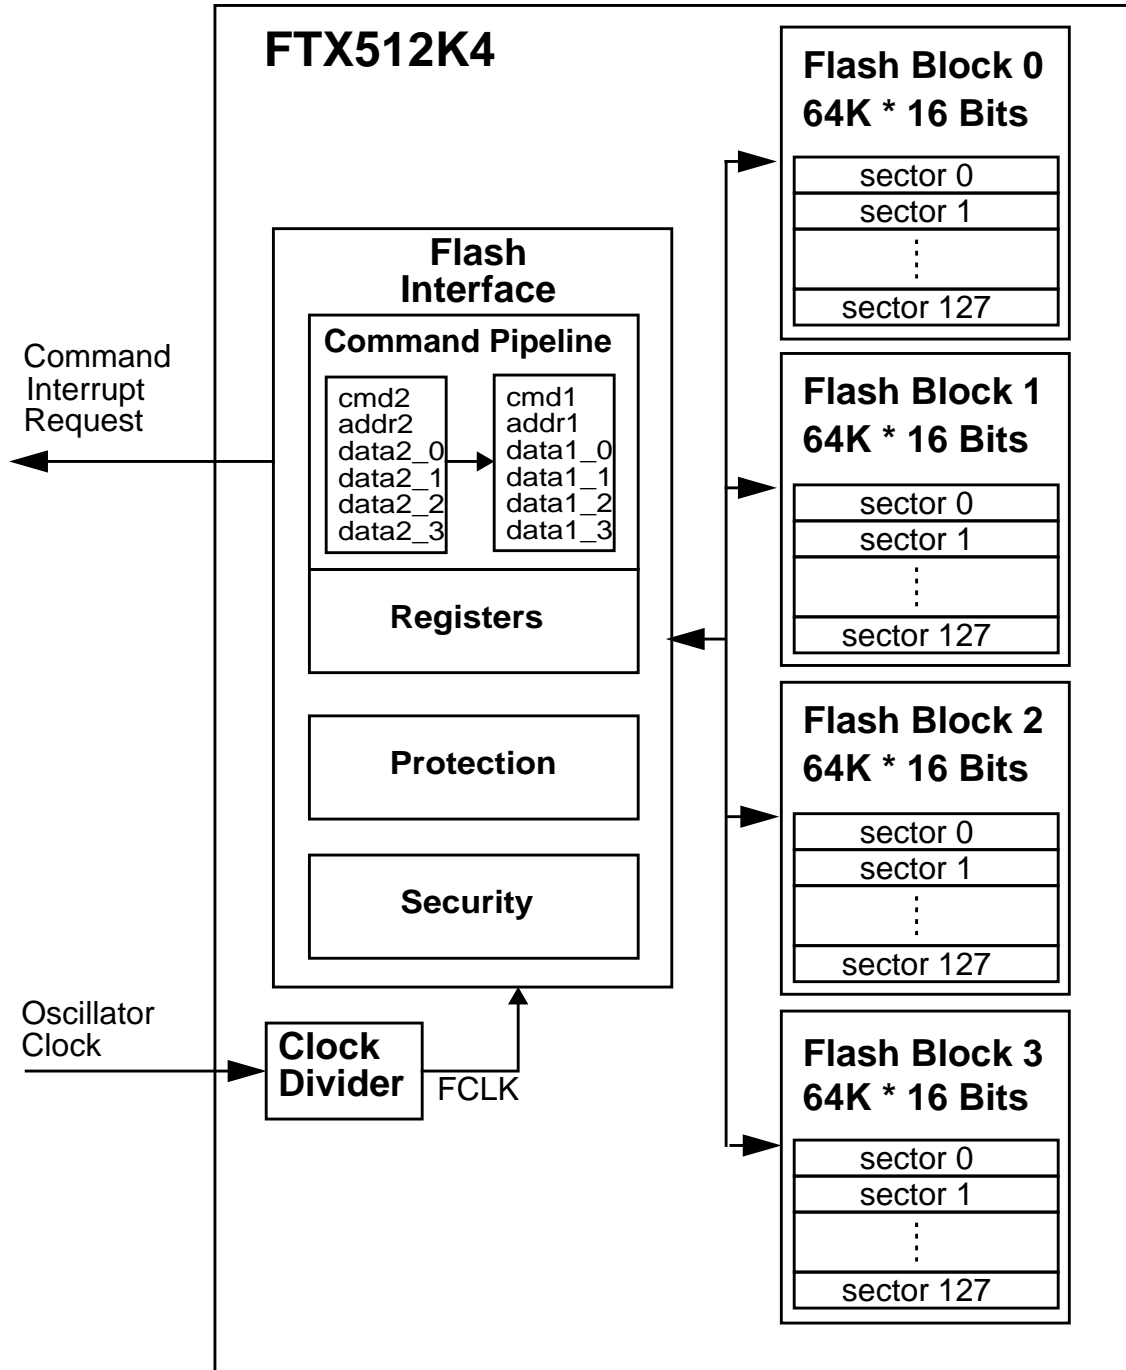 FTX512K4
Flash Block 0
64K * 16 Bits
sector 0
sector 1
sector 127
Flash
Interface
Command Pipeline
cmd2
addr2
data2_0
data2_1
data2_2
data2_3
cmd1
addr1
data1_0
data1_1
data1_2
data1_3
Registers
Protection
Security
Command
Interrupt
Request
Flash Block 1
64K * 16 Bits
sector 0
sector 1
sector 127
Flash Block 2
64K * 16 Bits
sector 0
sector 1
sector 127
Oscillator
Clock
Clock
Divider
FCLK
Flash Block 3
64K * 16 Bits
sector 0
sector 1
sector 127